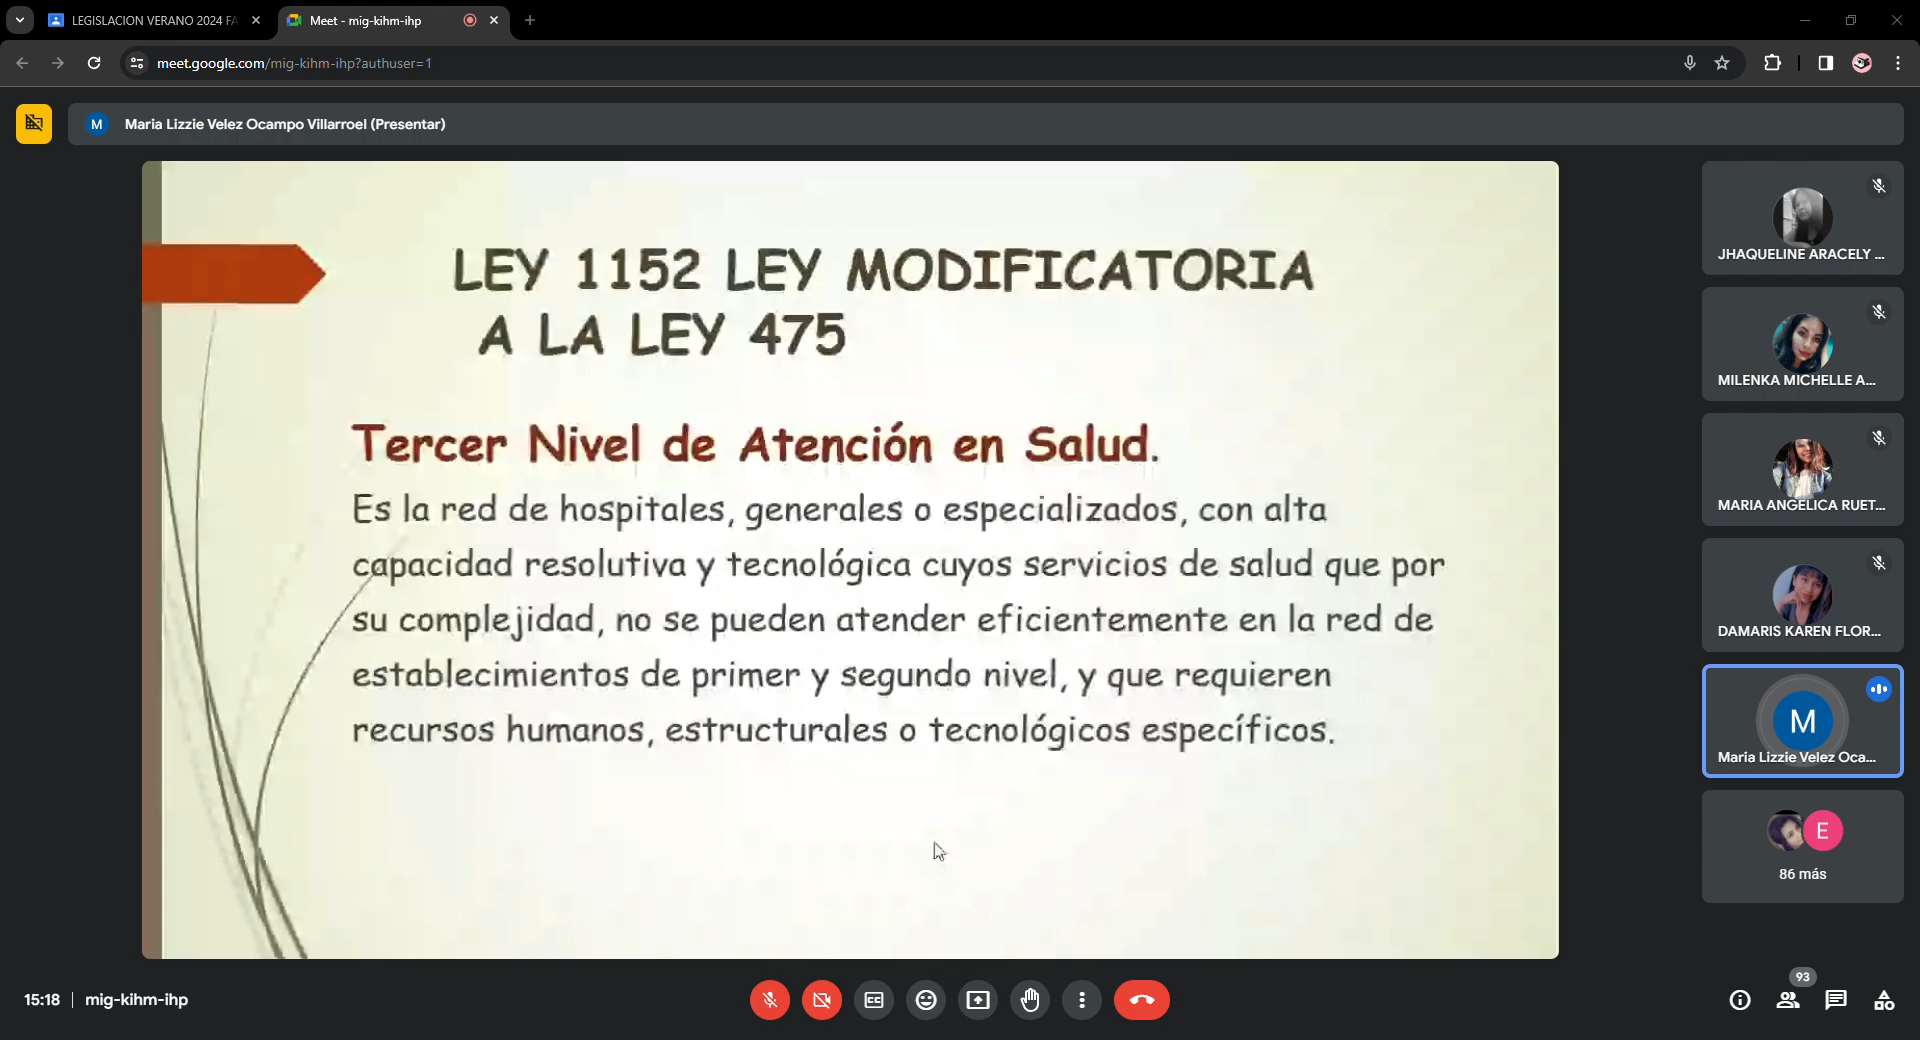 LEGISLACION VERANO 2024 FA
Meet - mig-kihm-ihp
meet.google.com/mig-kihm-ihp?authuser=1
M
Maria Lizzie Velez Ocampo Villarroel (Presentar)
LEY 1152 LEY MODIFICATORIA
A LA LEY 475
Tercer Nivel de Atención en Salud.
Es la red de hospitales, generales o especializados, con alta
capacidad resolutiva y tecnológica cuyos servicios de salud que por
su complejidad, no se pueden atender eficientemente en la red de
establecimientos de primer y segundo nivel, y que requieren
recursos humanos, estructurales o tecnológicos específicos.
JHAQUELINE ARACELY ...
MILENKA MICHELLE A...
MARIA ANGELICA RUET...
DAMARIS KAREN FLOR...
M
Maria Lizzie Velez Oca...
E
86 más
15:18 | mig-kihm-ihp
93